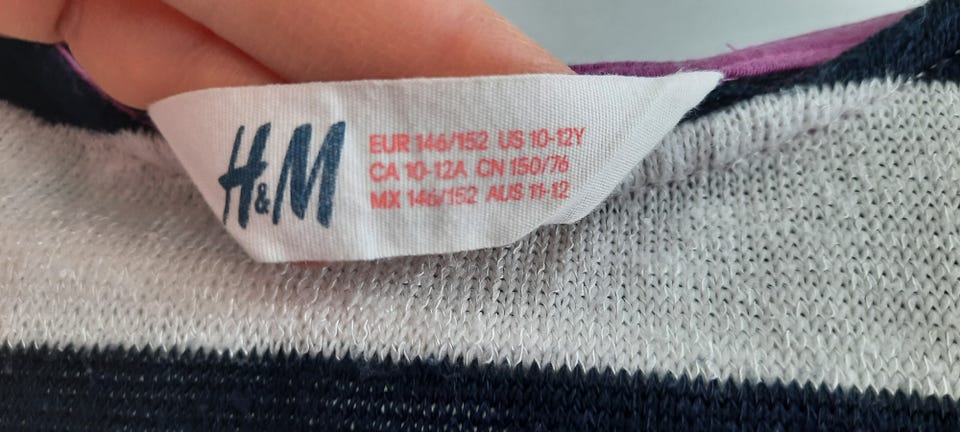 H&M
EUR 146/152 US 10-12Y
CA 10-12A CN 150/76
MX 146/152 AUS 11-12